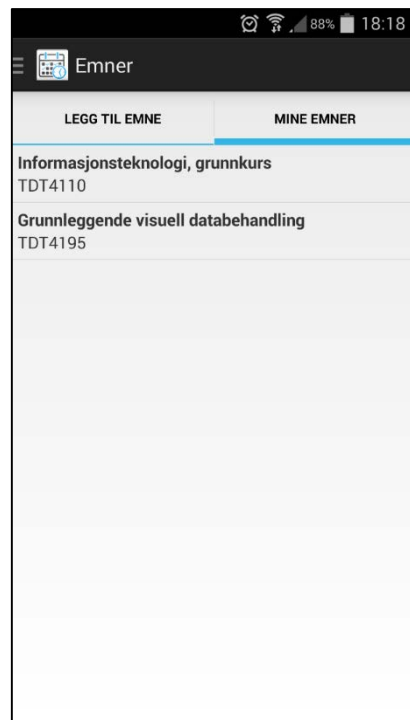 88% 18:18
Emner
LEGG TIL EMNE MINE EMNER
Informasjonsteknologi, grunnkurs
TDT4110
Grunnleggende visuell databehandling
TDT4195